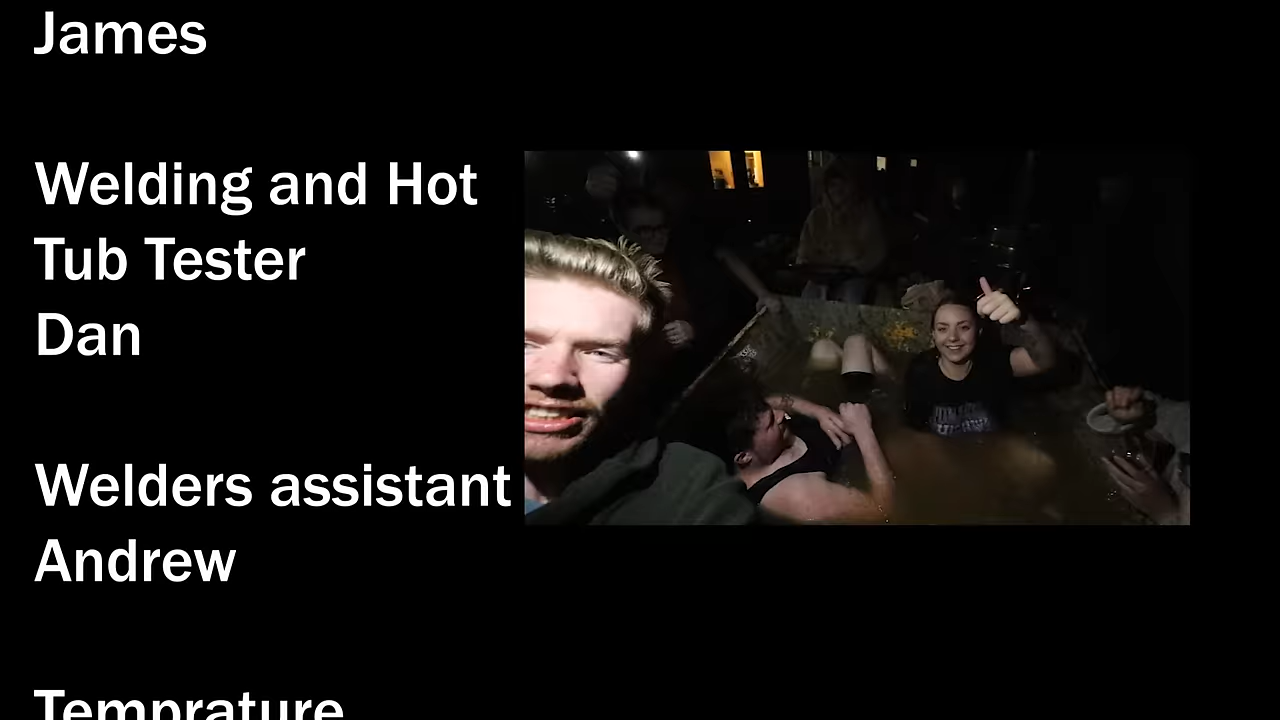 James
Welding and Hot
Tub Tester
Dan
Welders assistant
Andrew
Temprature